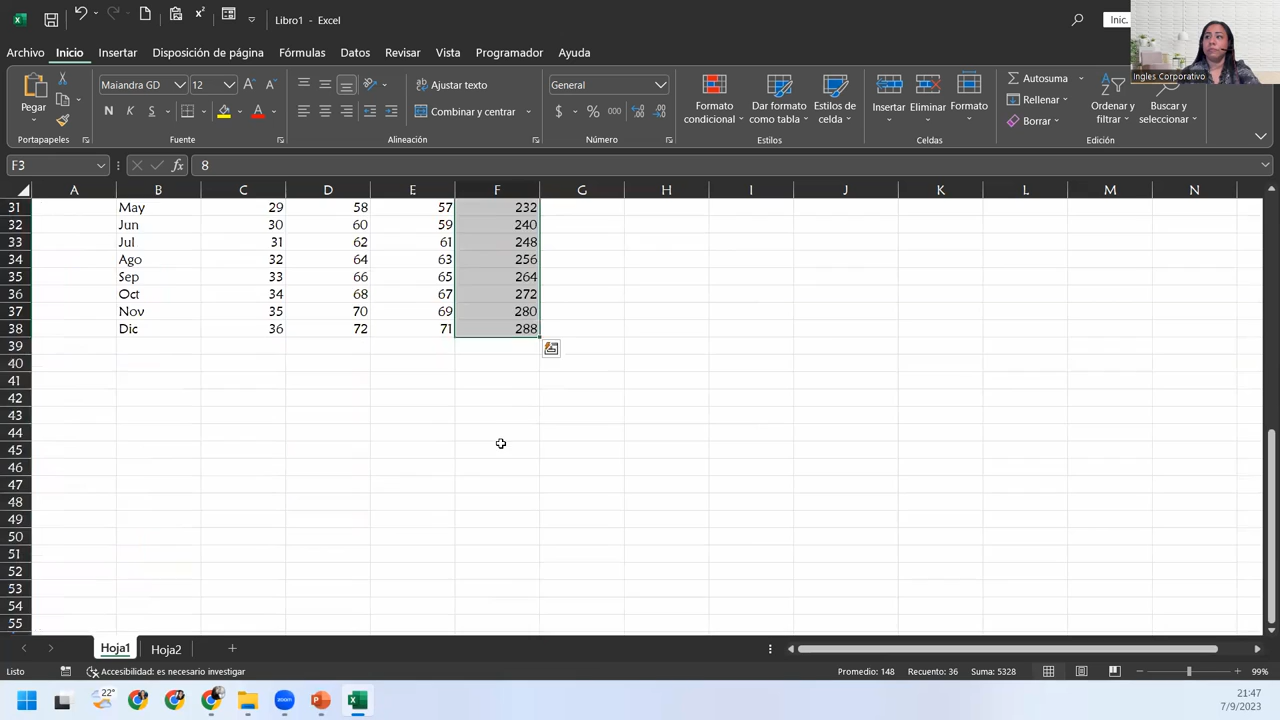 Libro1 - Excel
Inic.
Archivo Inicio Insertar Disposición de página Fórmulas Datos Revisar Vista Programador Ayuda
Ingles Corporativo
Pegar
Portapapeles
Maiandra GD 12
N K S
Fuente
Ajustar texto
Combinar y centrar
Alineación
General
$ % 000
Número
Formato condicional
Dar formato como tabla
Estilos de celda
Estilos
Insertar Eliminar Formato
Celdas
Autosuma
Rellenar
Borrar
Ordenar y filtrar
Buscar y seleccionar
Edición
F3 fx 8
A B C D E F G H I J K L M N
31 May 29 58 57 232
32 Jun 30 60 59 240
33 Jul 31 62 61 248
34 Ago 32 64 63 256
35 Sep 33 66 65 264
36 Oct 34 68 67 272
37 Nov 35 70 69 280
38 Dic 36 72 71 288
39
40
41
42
43
44
45
46
47
48
49
50
51
52
53
54
55
Hoja1 Hoja2
Listo Accesibilidad: es necesario investigar Promedio: 148 Recuento: 36 Suma: 5328 99%
22°
zoom
21:47
7/9/2023